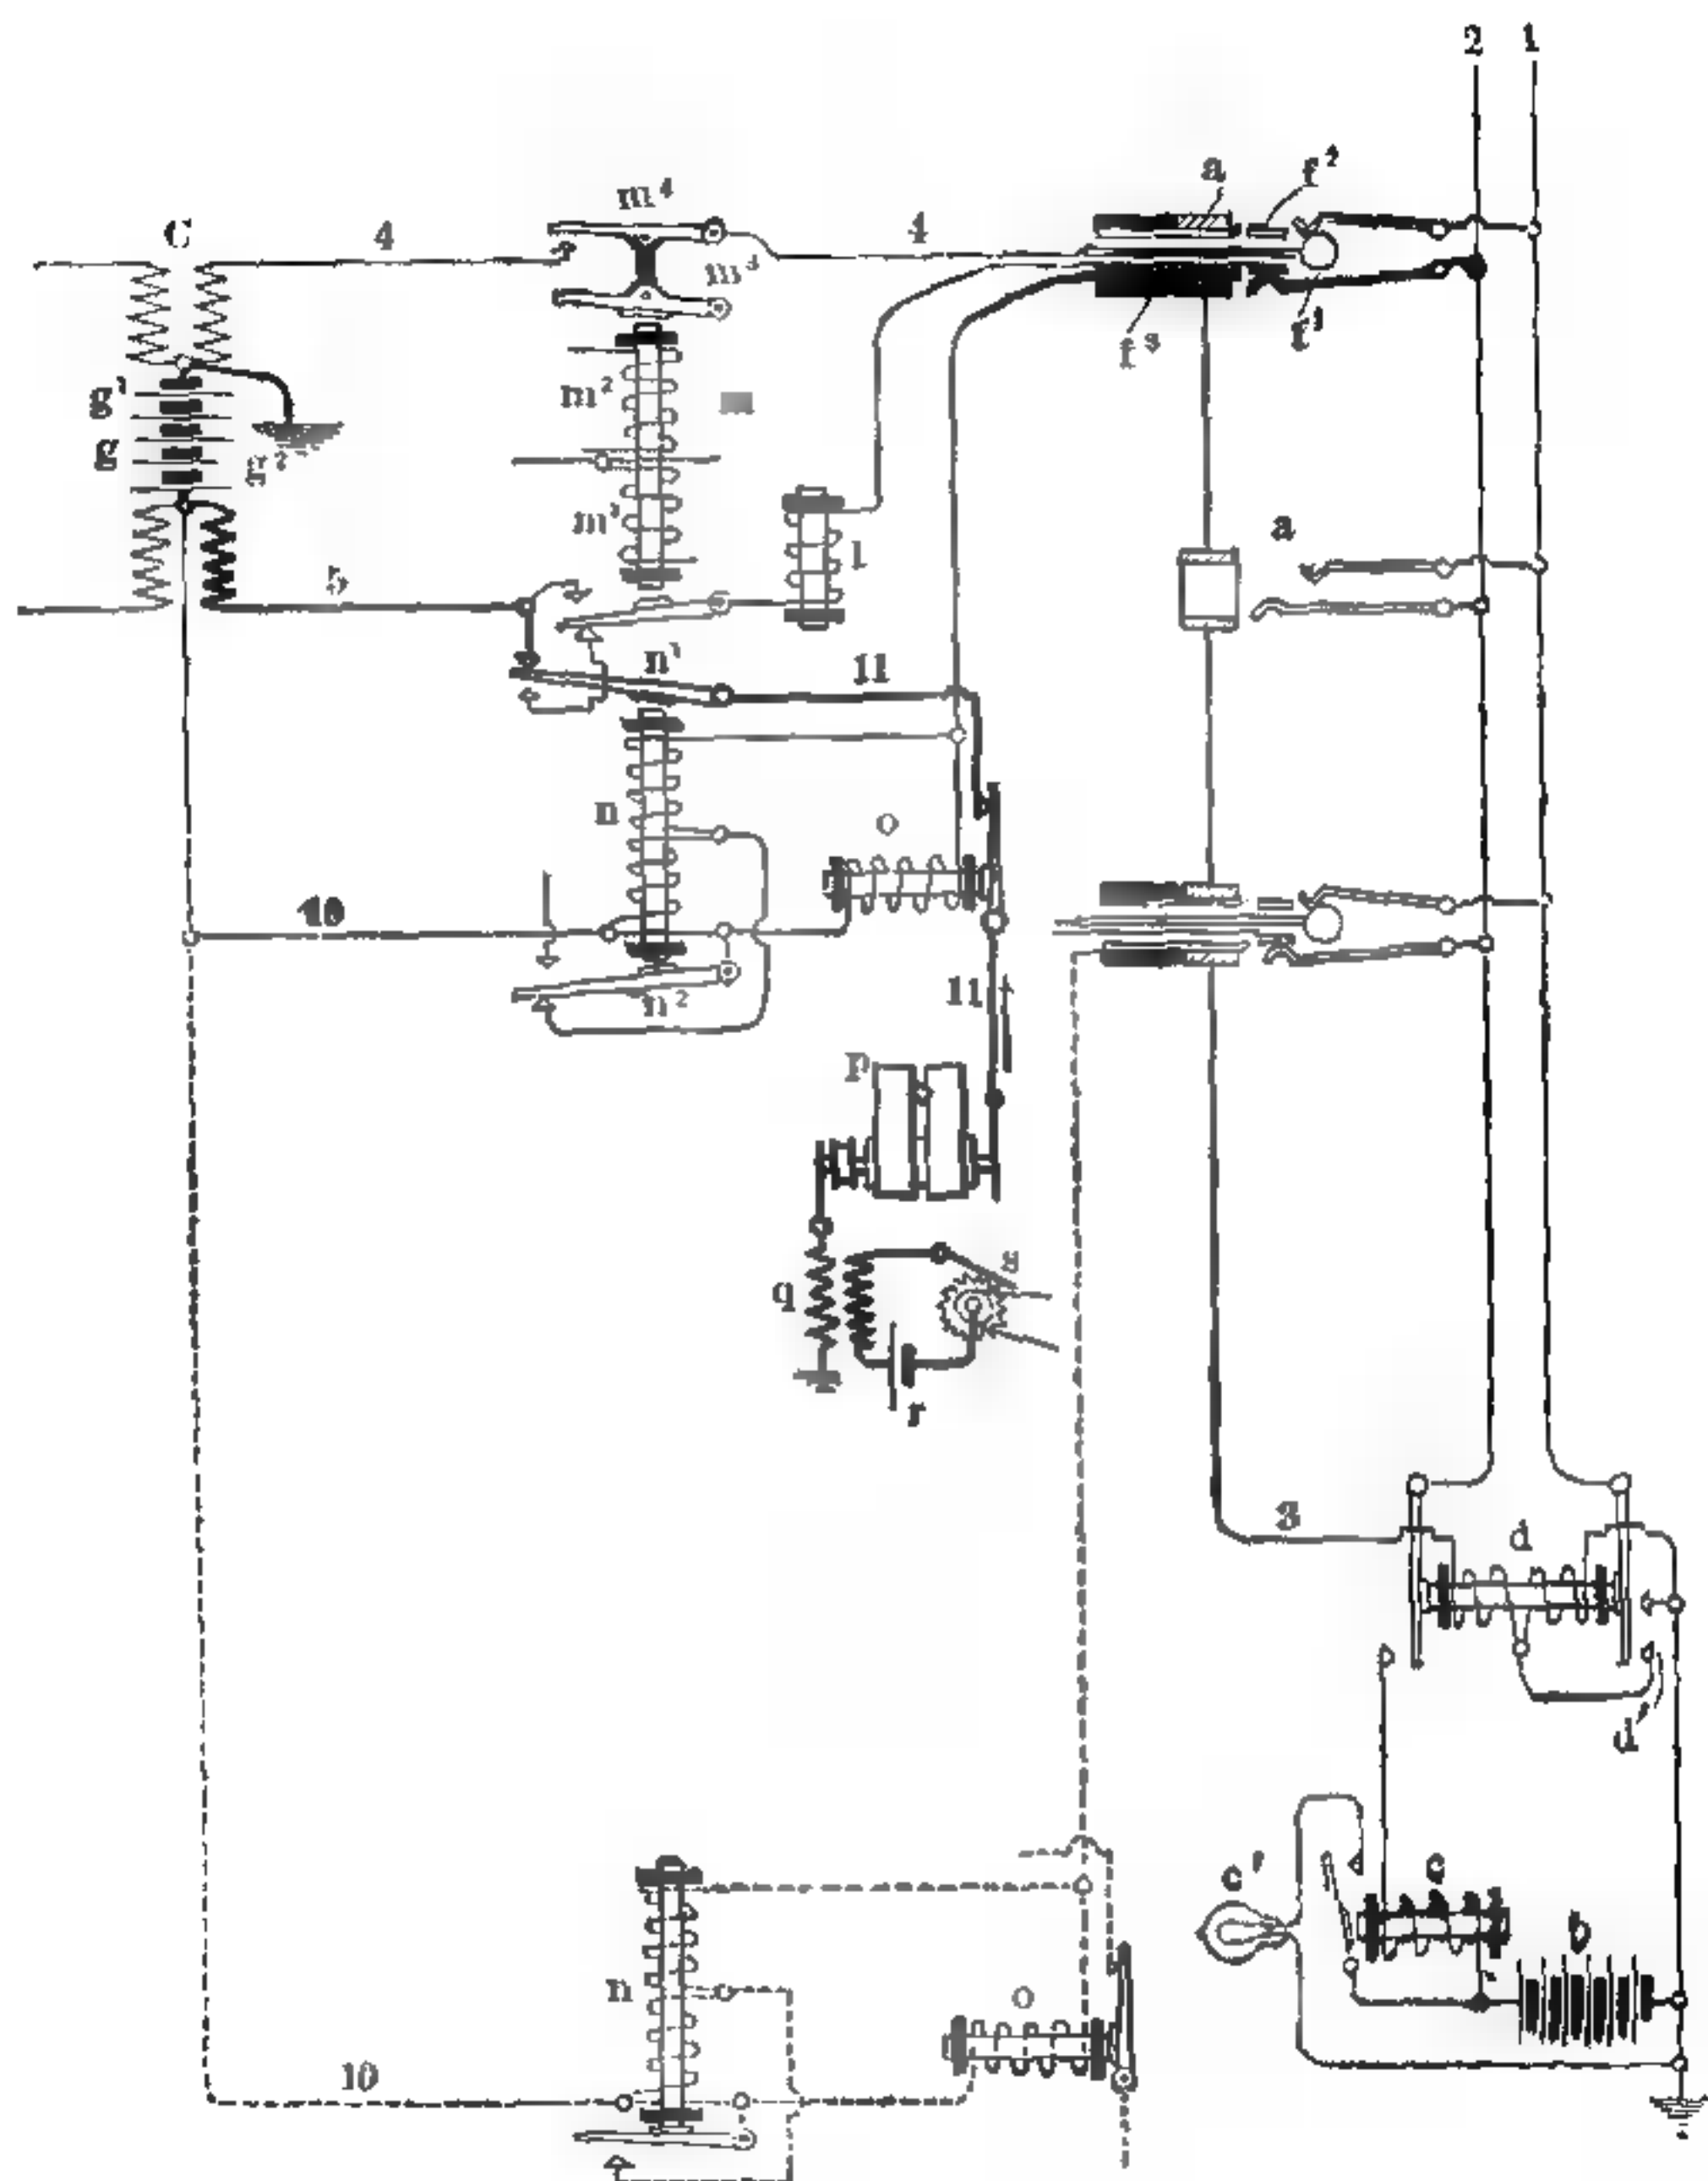 2 1
a f²
m⁴
C 4 4
m³
f³ f¹
g¹ m²
g g²
m¹ l a
5
n¹ 11
n o
10
n² 11
p
s
q
r
3 d
d'
c' c
b
n o
10